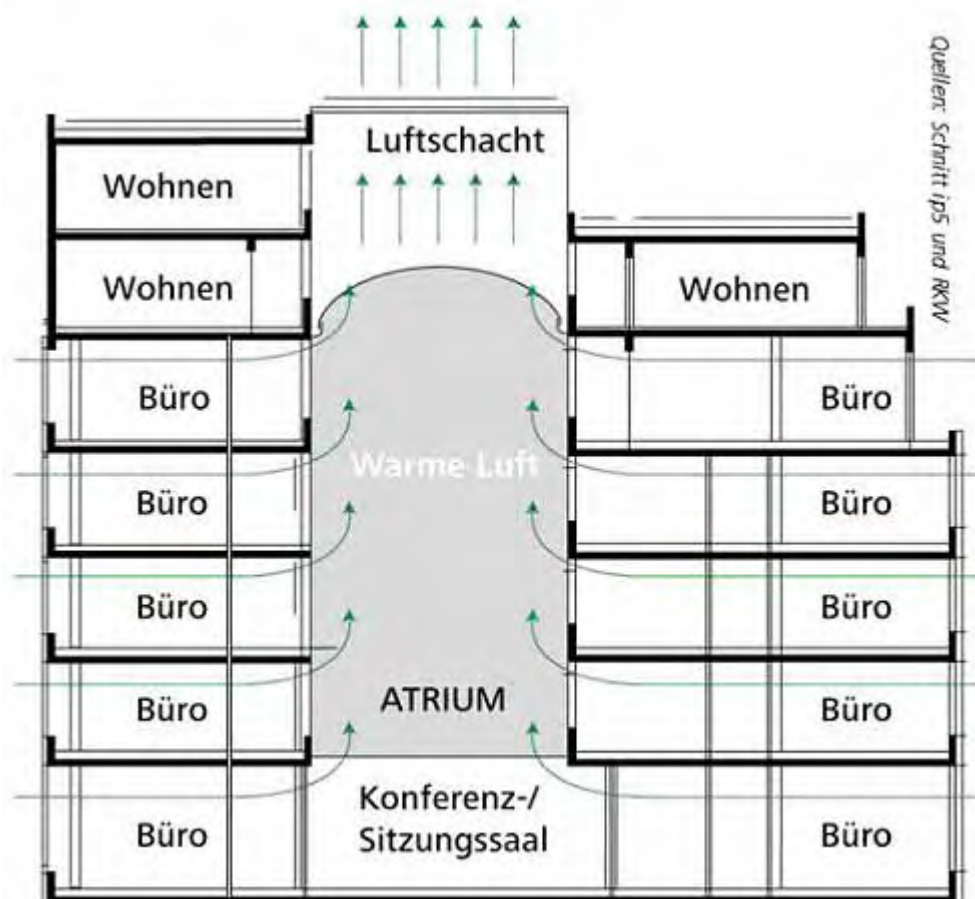 Quellen: Schnitt ip5 und RKW
Luftschacht
Wohnen
Wohnen
Wohnen
Büro
Büro
Warme Luft
Büro
Büro
Büro
Büro
Büro
ATRIUM
Büro
Konferenz-/
Sitzungssaal
Büro
Büro